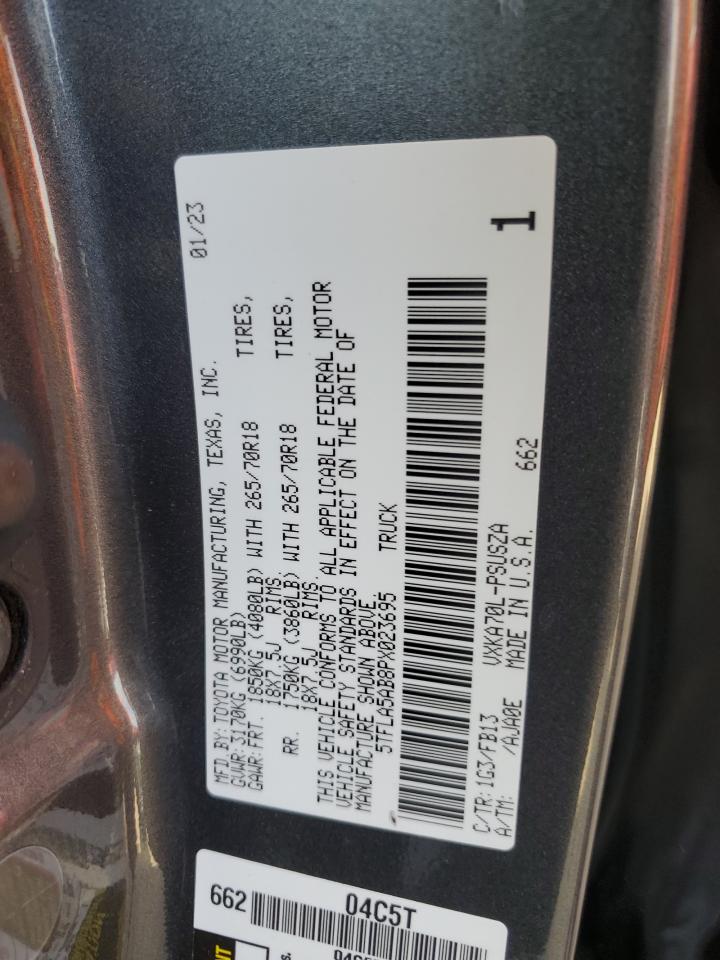 MFD.BY: TOYOTA MOTOR MANUFACTURING, TEXAS, INC. 01/23
GVWR: 3170KG (6990LB)
GAWR: FRT. 1850KG (4080LB) WITH 265/70R18 TIRES,
18X7.5J RIMS,
RR. 1750KG (3860LB) WITH 265/70R18 TIRES,
18X7.5J RIMS,
THIS VEHICLE CONFORMS TO ALL APPLICABLE FEDERAL MOTOR
VEHICLE SAFETY STANDARDS IN EFFECT ON THE DATE OF
MANUFACTURE SHOWN ABOVE.
5TFLA5AB8PX023695 TRUCK
C/TR: 1G3/FB13 VXKA70L-PSUSZA 662
A/TM: /AJA0E MADE IN U.S.A.
1
662 04C5T